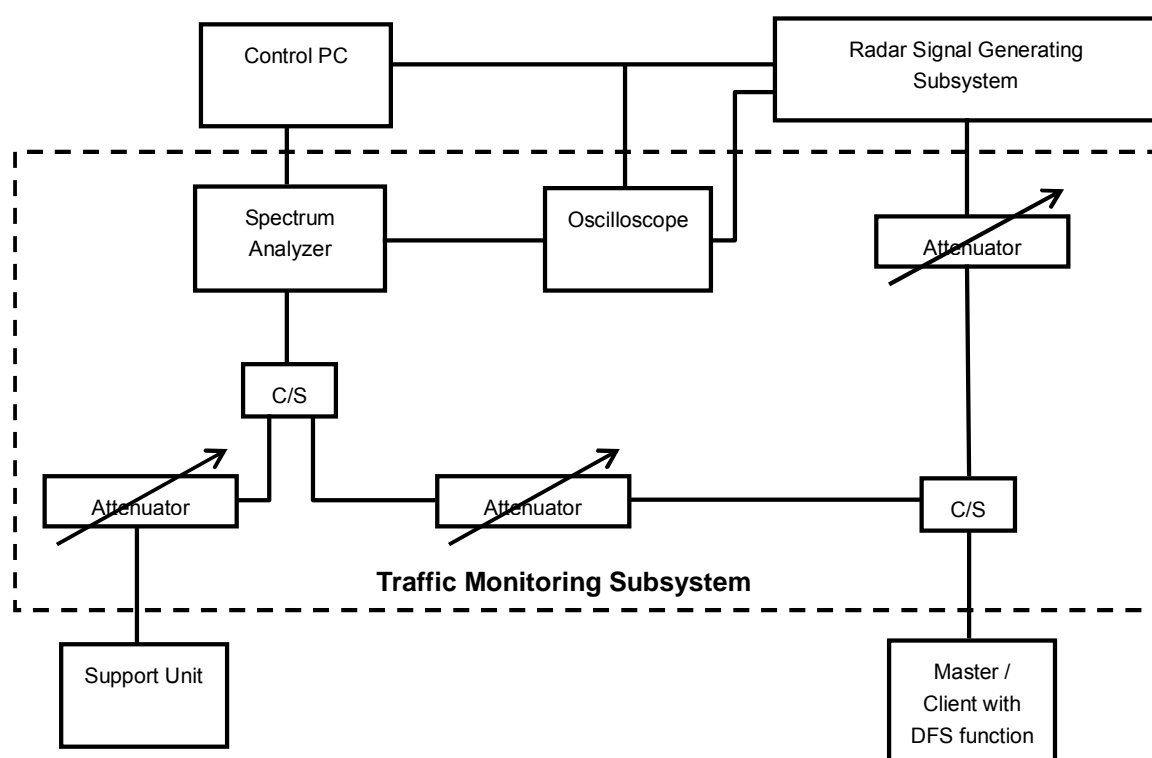 Control PC
Radar Signal Generating
Subsystem
Spectrum
Analyzer
Oscilloscope
Attenuator
C/S
Attenuator
Attenuator
C/S
Traffic Monitoring Subsystem
Support Unit
Master /
Client with
DFS function